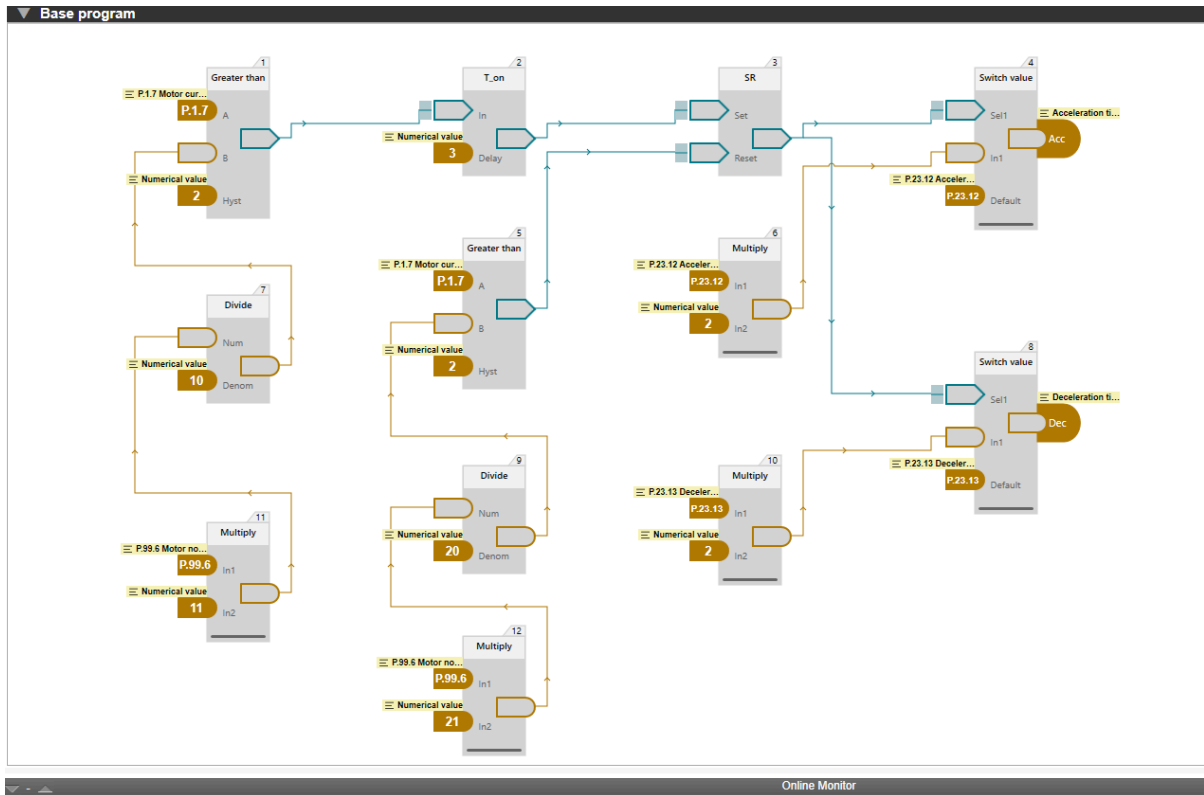 Base program
1
Greater than
P.1.7 Motor cur...
P.1.7
A
B
Numerical value
2
Hyst
2
T_on
In
Numerical value
3
Delay
3
SR
Set
Reset
4
Switch value
Sel1
Acceleration ti...
Acc
In1
P.23.12 Acceler...
P.23.12
Default
5
Greater than
P.1.7 Motor cur...
P.1.7
A
B
Numerical value
2
Hyst
6
Multiply
P.23.12 Acceler...
P.23.12
In1
Numerical value
2
In2
7
Divide
Num
Numerical value
10
Denom
8
Switch value
Sel1
Deceleration ti...
Dec
In1
P.23.13 Deceler...
P.23.13
Default
9
Divide
Num
Numerical value
20
Denom
10
Multiply
P.23.13 Deceler...
P.23.13
In1
Numerical value
2
In2
11
Multiply
P.99.6 Motor no...
P.99.6
In1
Numerical value
11
In2
12
Multiply
P.99.6 Motor no...
P.99.6
In1
Numerical value
21
In2
Online Monitor